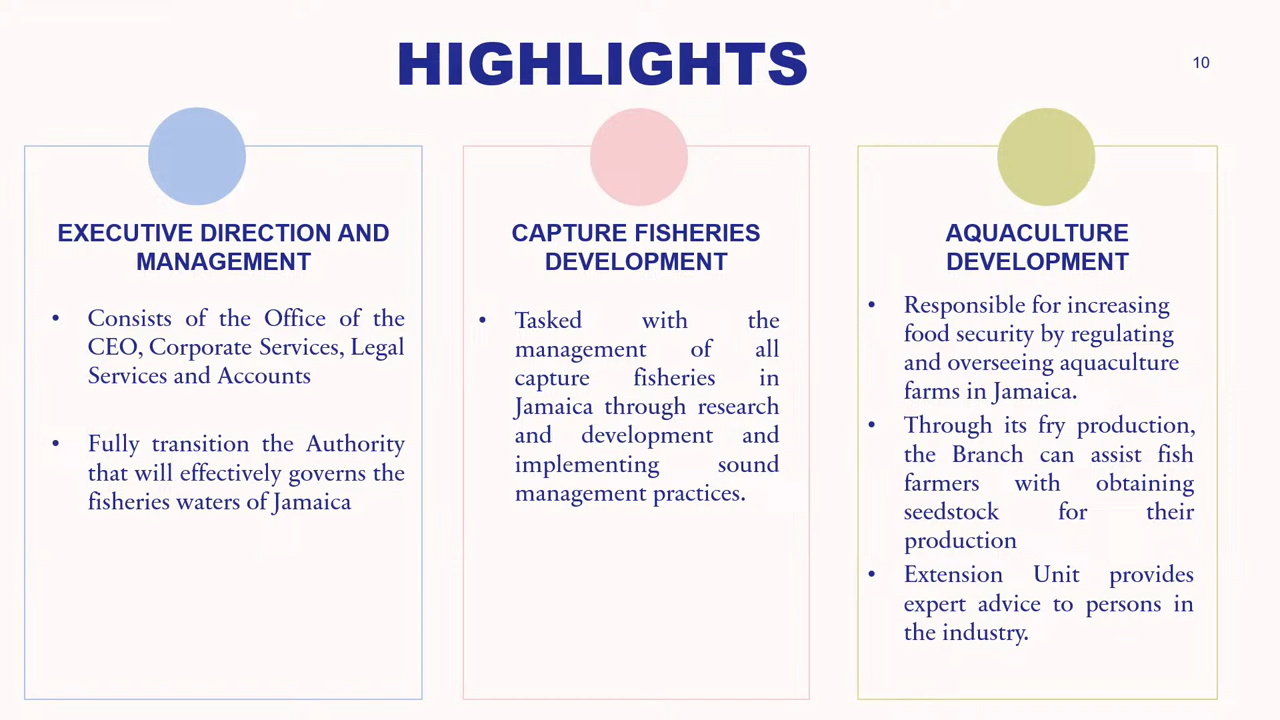 HIGHLIGHTS
10
EXECUTIVE DIRECTION AND
MANAGEMENT
• Consists of the Office of the
CEO, Corporate Services, Legal
Services and Accounts
• Fully transition the Authority
that will effectively governs the
fisheries waters of Jamaica
CAPTURE FISHERIES
DEVELOPMENT
• Tasked with the
management of all
capture fisheries in
Jamaica through research
and development and
implementing sound
management practices.
AQUACULTURE
DEVELOPMENT
• Responsible for increasing
food security by regulating
and overseeing aquaculture
farms in Jamaica.
• Through its fry production,
the Branch can assist fish
farmers with obtaining
seedstock for their
production
• Extension Unit provides
expert advice to persons in
the industry.